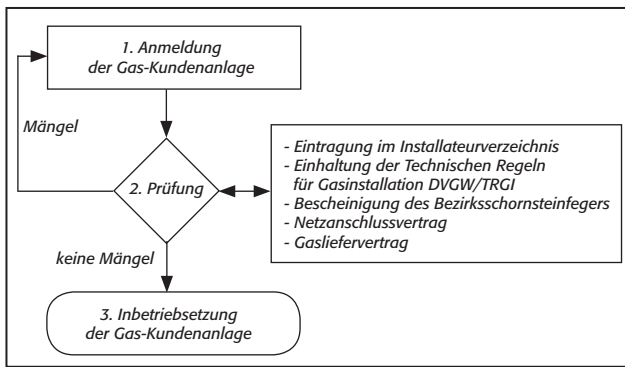 1. Anmeldung
der Gas-Kundenanlage
Mängel
2. Prüfung
- Eintragung im Installateurverzeichnis
- Einhaltung der Technischen Regeln
für Gasinstallation DVGW/TRGI
- Bescheinigung des Bezirksschornsteinfegers
- Netzanschlussvertrag
- Gasliefervertrag
keine Mängel
3. Inbetriebsetzung
der Gas-Kundenanlage